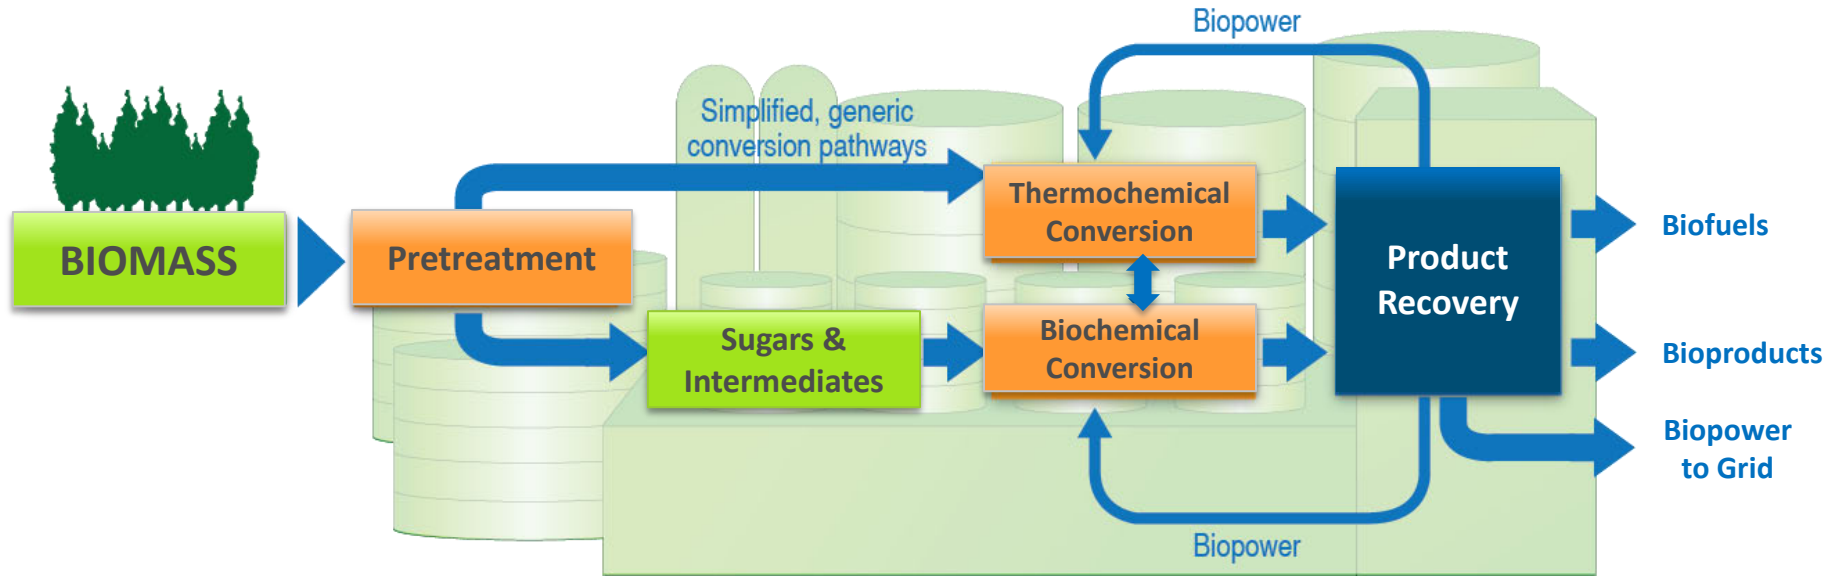 Biopower
Simplified, generic
conversion pathways
BIOMASS
Pretreatment
Thermochemical
Conversion
Sugars &
Intermediates
Biochemical
Conversion
Product
Recovery
Biofuels
Bioproducts
Biopower
to Grid
Biopower